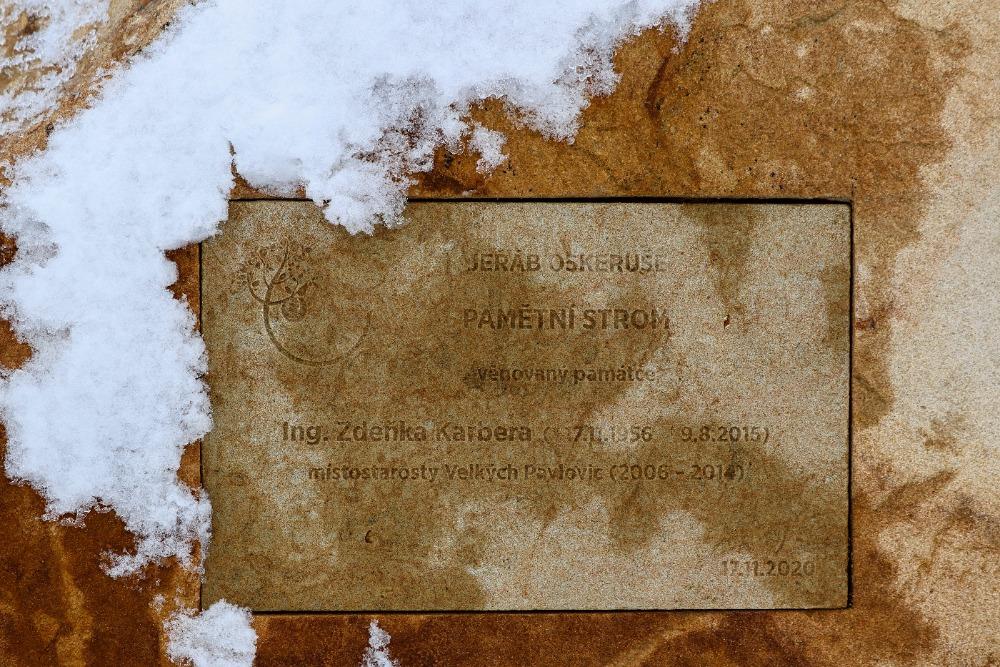 JEŘÁB OSKERUŠE
PAMĚTNÍ STROM
věnovaný památce
Ing. Zdeňka Karbera (* 7.11.1956 † 9.8.2015)
místostarosty Velkých Pavlovic (2006 - 2014)
17.11.2020